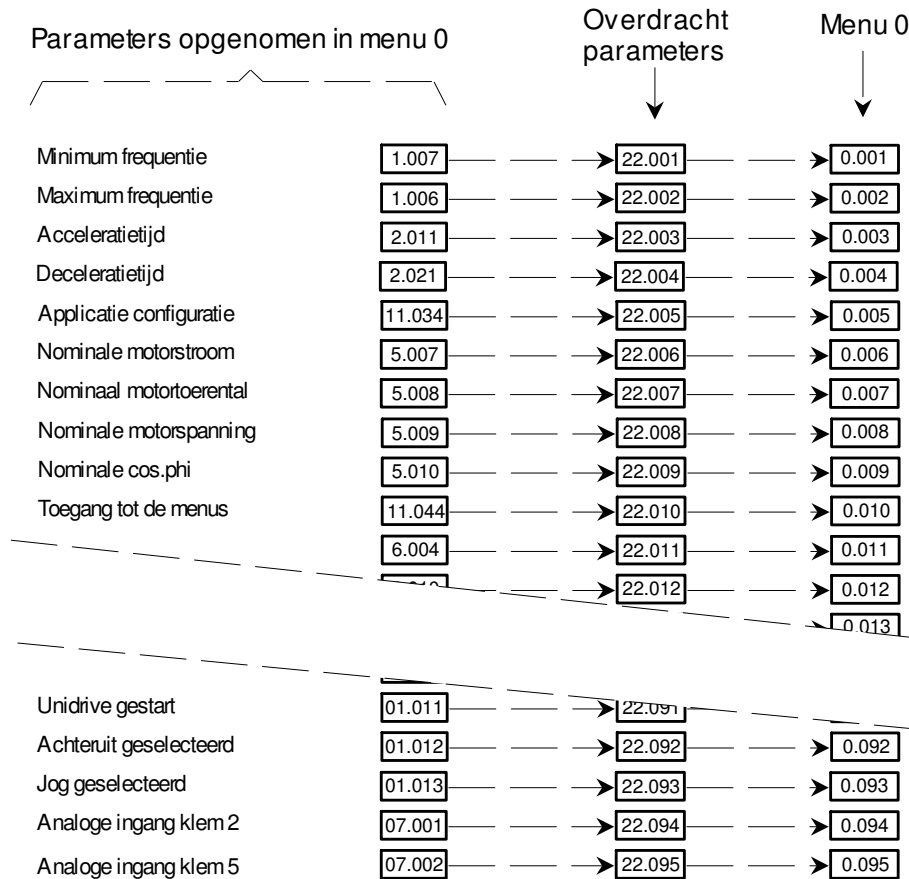 Parameters opgenomen in menu 0
Overdracht
parameters
Menu 0
Minimum frequentie 1.007 22.001 0.001
Maximum frequentie 1.006 22.002 0.002
Acceleratietijd 2.011 22.003 0.003
Deceleratietijd 2.021 22.004 0.004
Applicatie configuratie 11.034 22.005 0.005
Nominale motorstroom 5.007 22.006 0.006
Nominaal motortoerental 5.008 22.007 0.007
Nominale motorspanning 5.009 22.008 0.008
Nominale cos.phi 5.010 22.009 0.009
Toegang tot de menus 11.044 22.010 0.010
6.004 22.011 0.011
22.012 0.012
0.013
Unidrive gestart 01.011 22.091
Achteruit geselecteerd 01.012 22.092 0.092
Jog geselecteerd 01.013 22.093 0.093
Analoge ingang klem 2 07.001 22.094 0.094
Analoge ingang klem 5 07.002 22.095 0.095